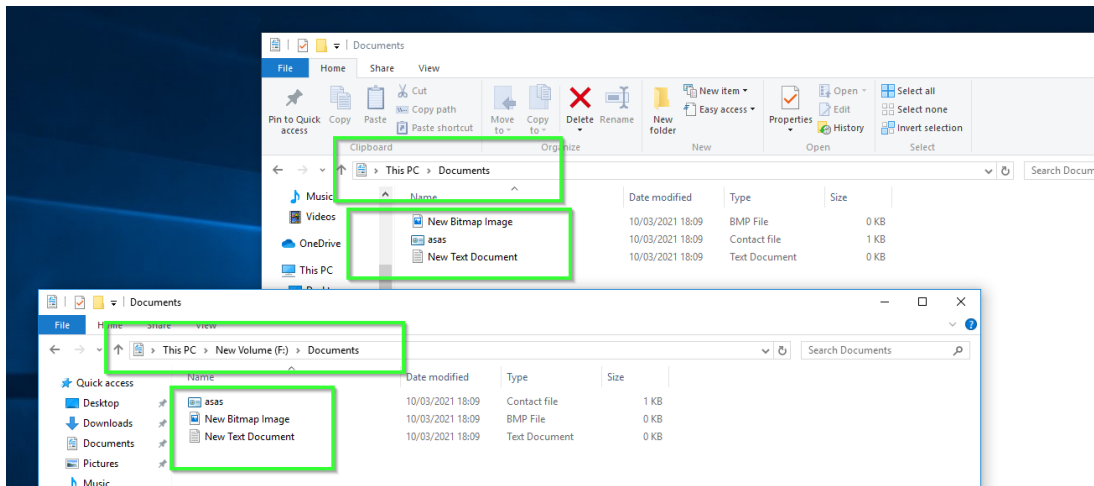 Documents
File Home Share View
Pin to Quick access
Copy
Paste
Cut
Copy path
Paste shortcut
Move to
Copy to
Delete
Rename
New folder
New item
Easy access
Properties
Open
Edit
History
Select all
Select none
Invert selection
Clipboard Organize New Open Select
This PC > Documents
Search Docum
Music
Videos
OneDrive
This PC
Name Date modified Type Size
New Bitmap Image 10/03/2021 18:09 BMP File 0 KB
asas 10/03/2021 18:09 Contact file 1 KB
New Text Document 10/03/2021 18:09 Text Document 0 KB
Documents
File Home Share View
This PC > New Volume (F:) > Documents
Search Documents
Quick access
Desktop
Downloads
Documents
Pictures
Music
Name Date modified Type Size
asas 10/03/2021 18:09 Contact file 1 KB
New Bitmap Image 10/03/2021 18:09 BMP File 0 KB
New Text Document 10/03/2021 18:09 Text Document 0 KB